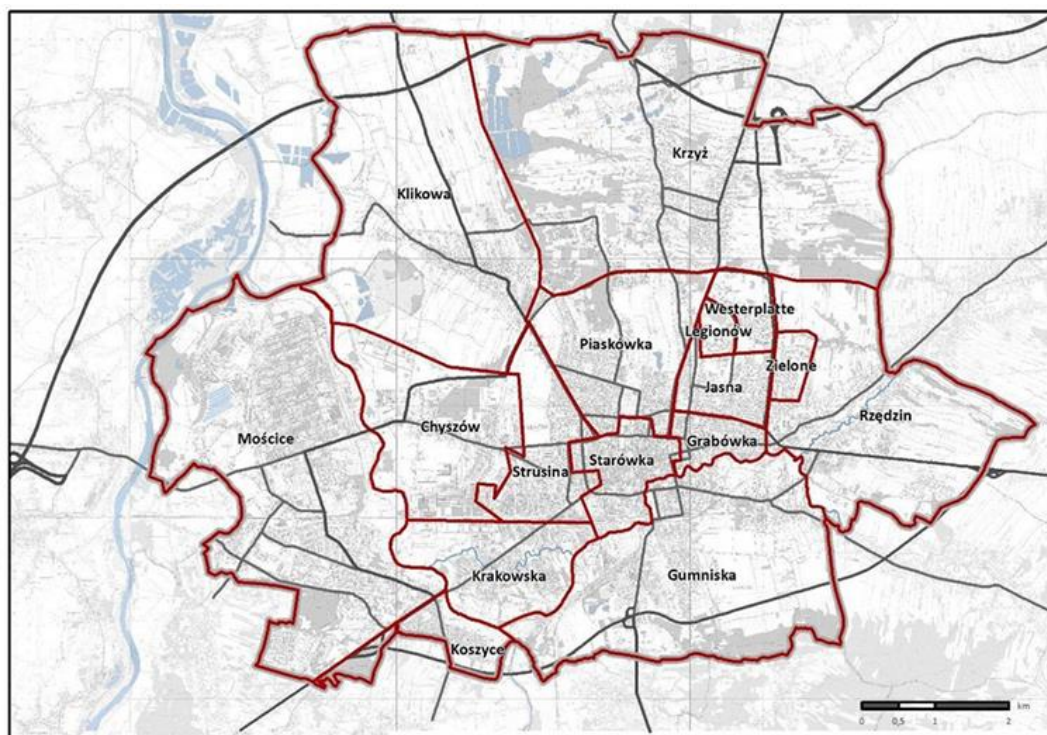 Krzyż
Klikowa
Westerplatte
Legionów
Piaskówka
Zielone
Jasna
Rzędzin
Chyszów
Mościce
Grabówka
Starówka
Strusina
Krakowska
Gumniska
Koszyce
km
0 0,5 1 2